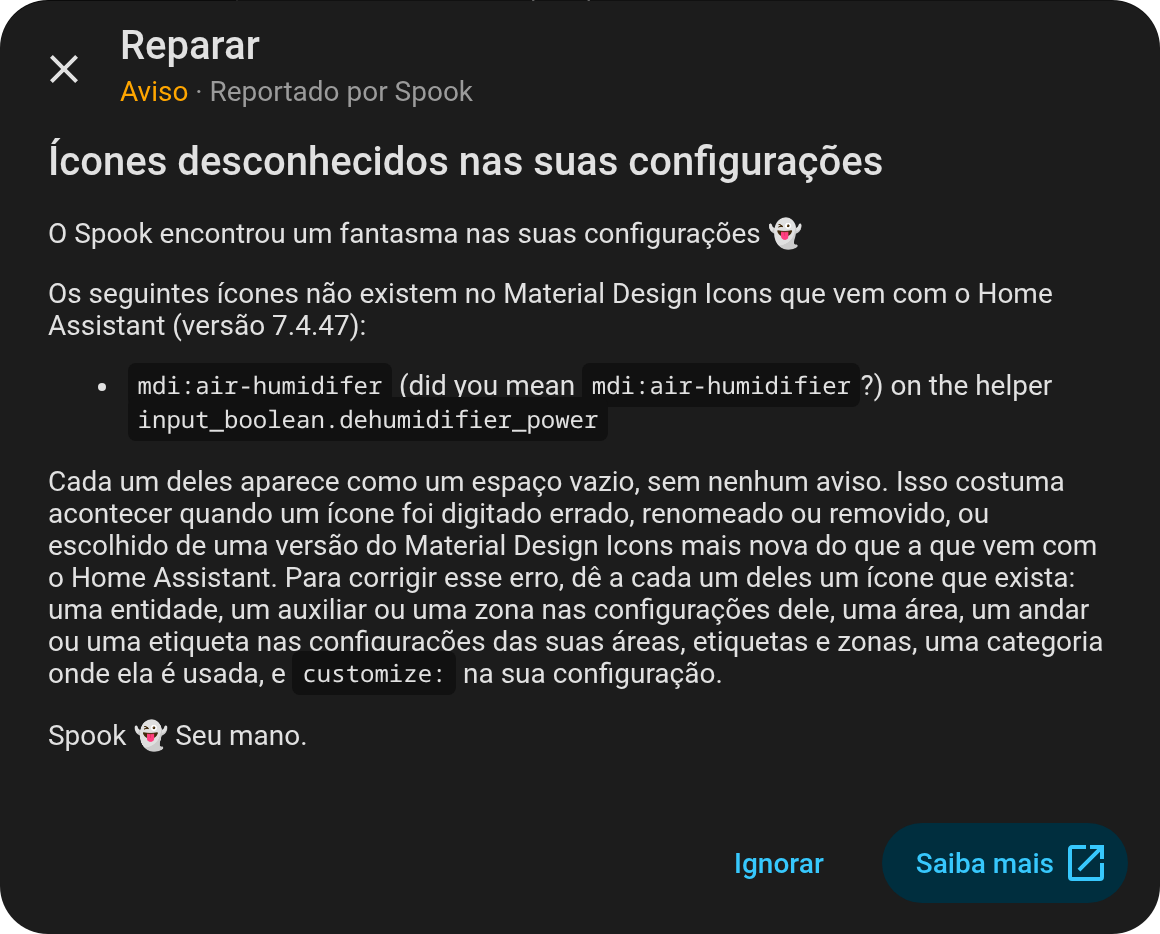 Reparar
Aviso · Reportado por Spook
Ícones desconhecidos nas suas configurações
O Spook encontrou um fantasma nas suas configurações 👻
Os seguintes ícones não existem no Material Design Icons que vem com o Home
Assistant (versão 7.4.47):
• mdi:air-humidifer (did you mean mdi:air-humidifier?) on the helper
input_boolean.dehumidifier_power
Cada um deles aparece como um espaço vazio, sem nenhum aviso. Isso costuma
acontecer quando um ícone foi digitado errado, renomeado ou removido, ou
escolhido de uma versão do Material Design Icons mais nova do que a que vem com
o Home Assistant. Para corrigir esse erro, dê a cada um deles um ícone que exista:
uma entidade, um auxiliar ou uma zona nas configurações dele, uma área, um andar
ou uma etiqueta nas configurações das suas áreas, etiquetas e zonas, uma categoria
onde ela é usada, e customize: na sua configuração.
Spook 👻 Seu mano.
Ignorar
Saiba mais